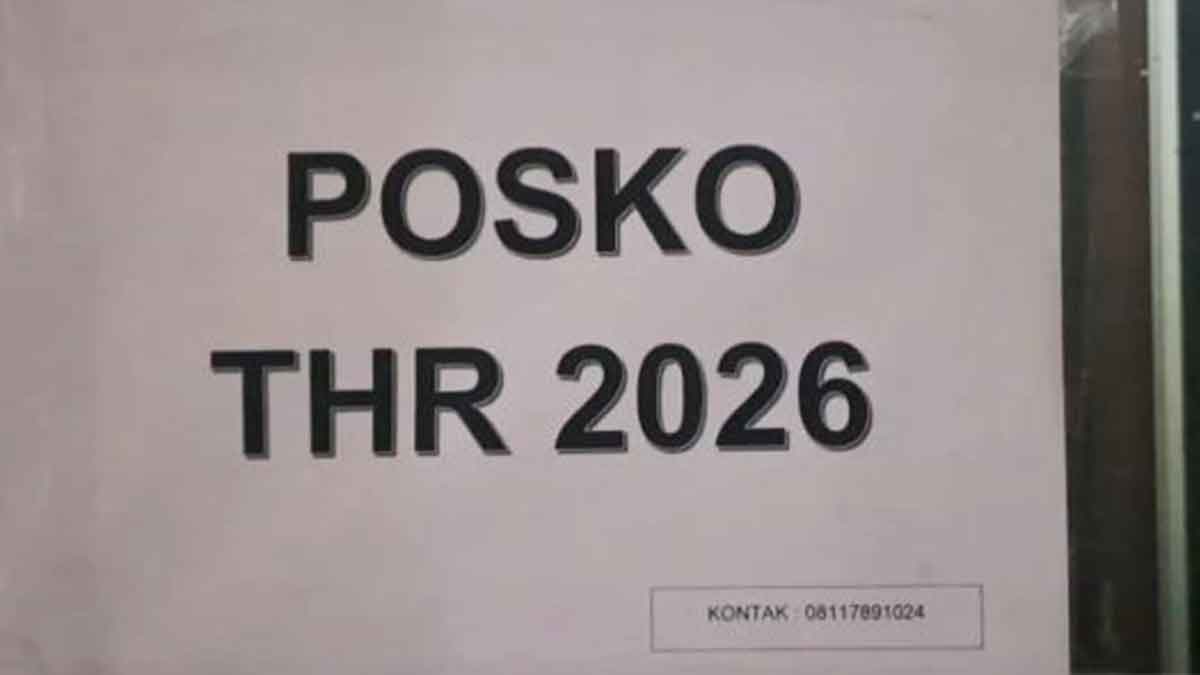 POSKO
THR 2026
KONTAK : 08117891024